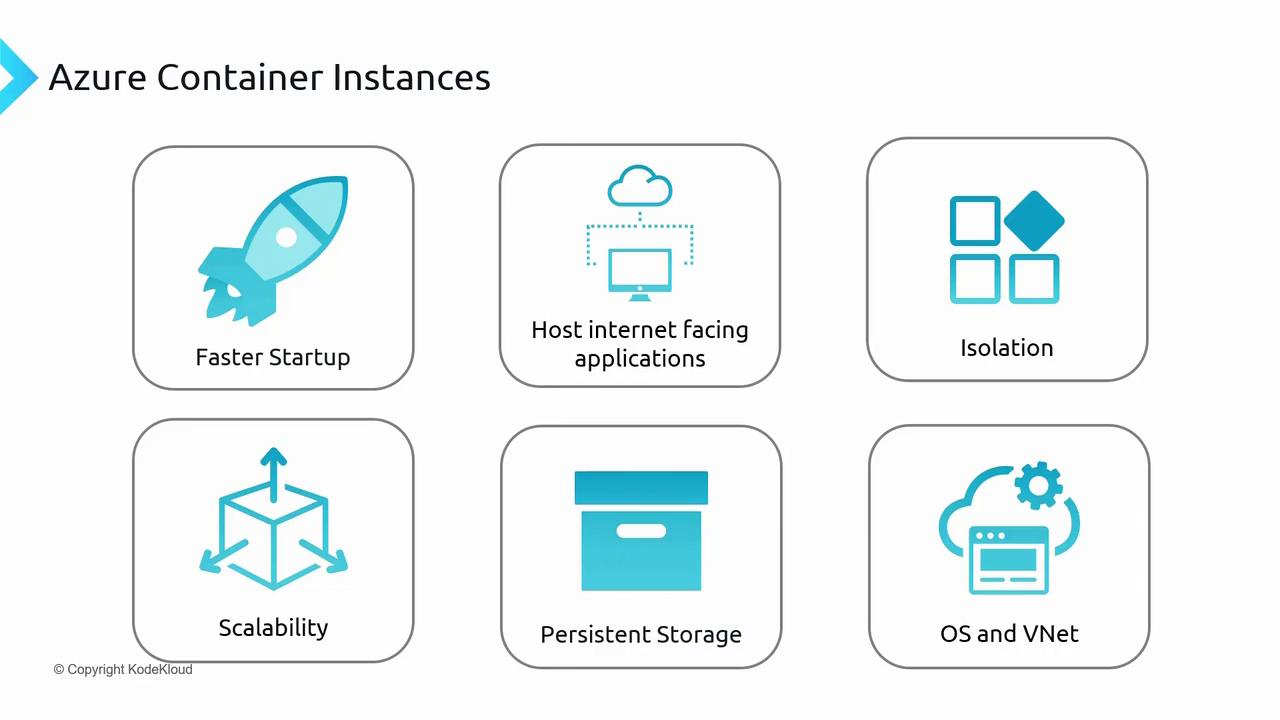 Azure Container Instances
Faster Startup
Host internet facing
applications
Isolation
Scalability
Persistent Storage
OS and VNet
© Copyright KodeKloud